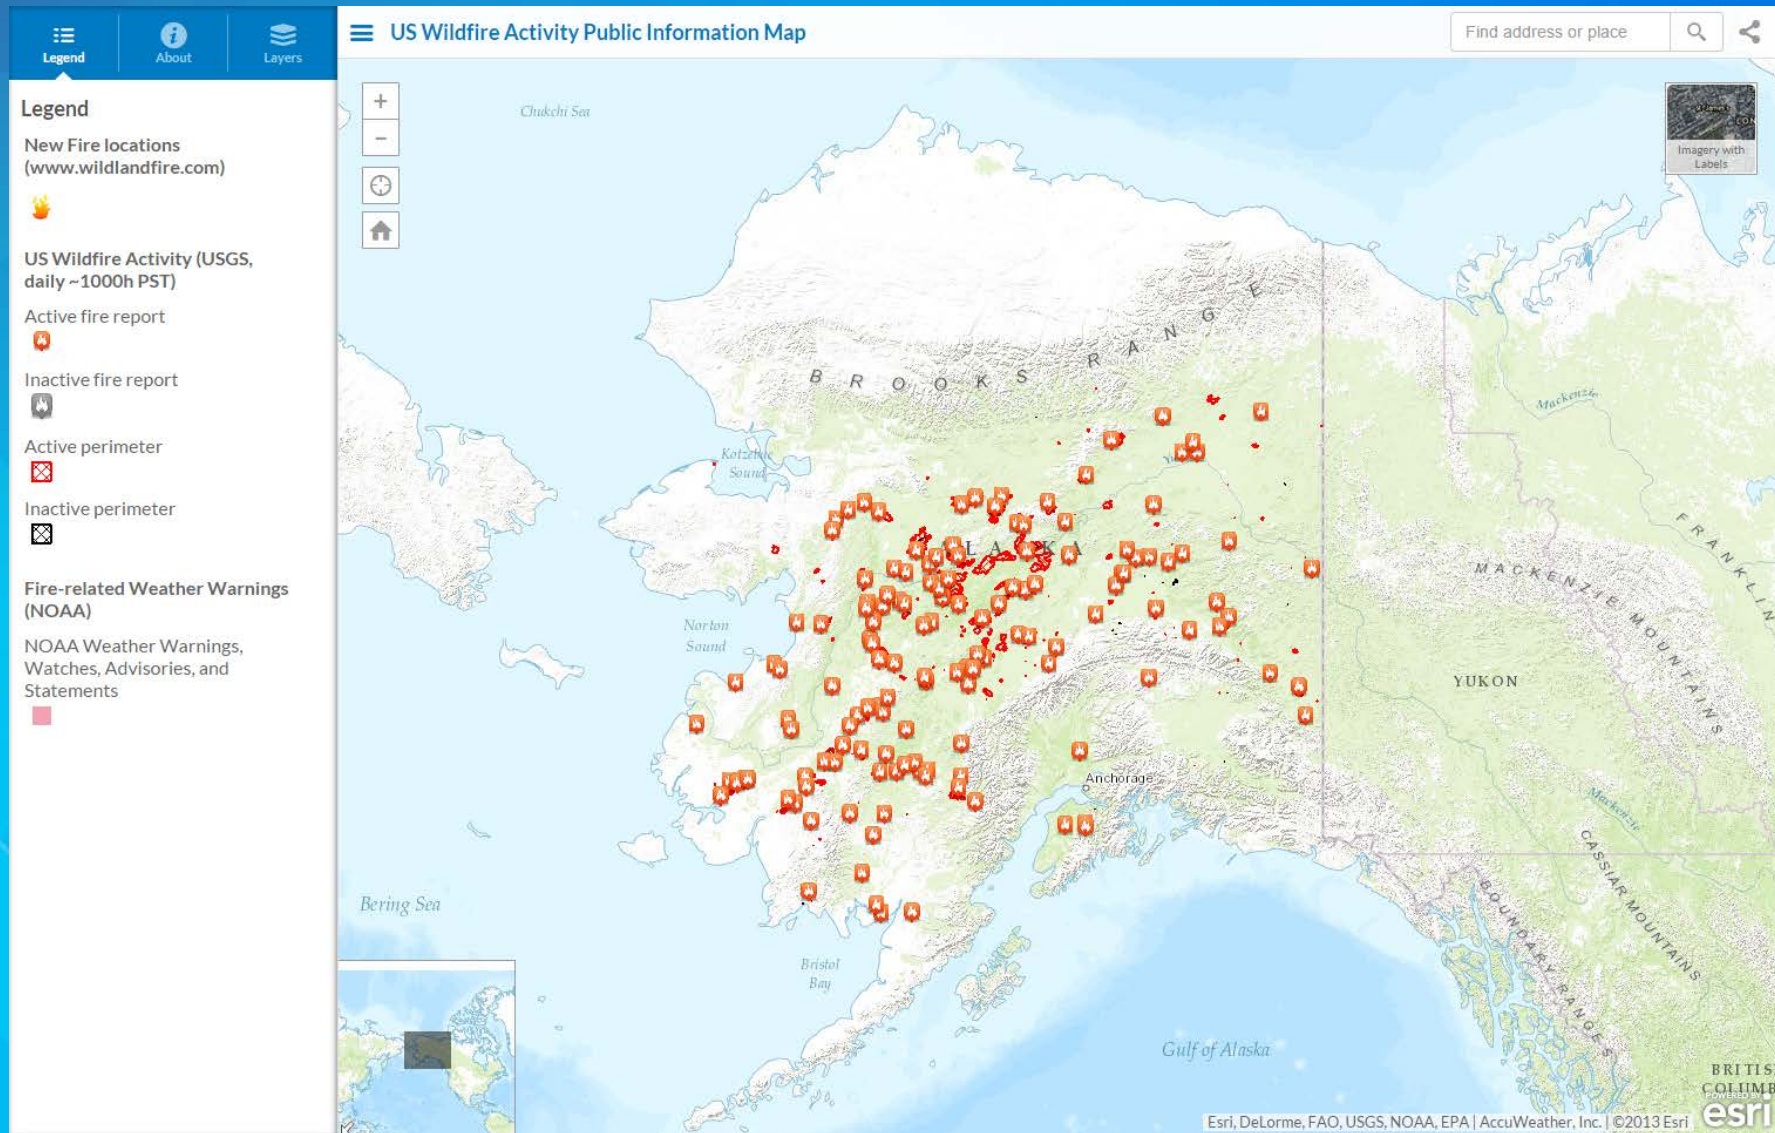 Legend
About
Layers
US Wildfire Activity Public Information Map
Find address or place
Legend
New Fire locations
(www.wildlandfire.com)
US Wildfire Activity (USGS,
daily ~1000h PST)
Active fire report
Inactive fire report
Active perimeter
Inactive perimeter
Fire-related Weather Warnings
(NOAA)
NOAA Weather Warnings,
Watches, Advisories, and
Statements
+
−
Imagery with
Labels
Chukchi Sea
BROOKS RANGE
Mackenzie
Kotzebue
Sound
ALASKA
FRANKLIN
MACKENZIE MOUNTAINS
Norton
Sound
YUKON
Anchorage
Mackenzie
CASSIAR MOUNTAINS
BOUNDARY RANGES
Bering Sea
Bristol
Bay
Gulf of Alaska
BRITIS
COLUMB
POWERED BY
esri
Esri, DeLorme, FAO, USGS, NOAA, EPA | AccuWeather, Inc. | ©2013 Esri